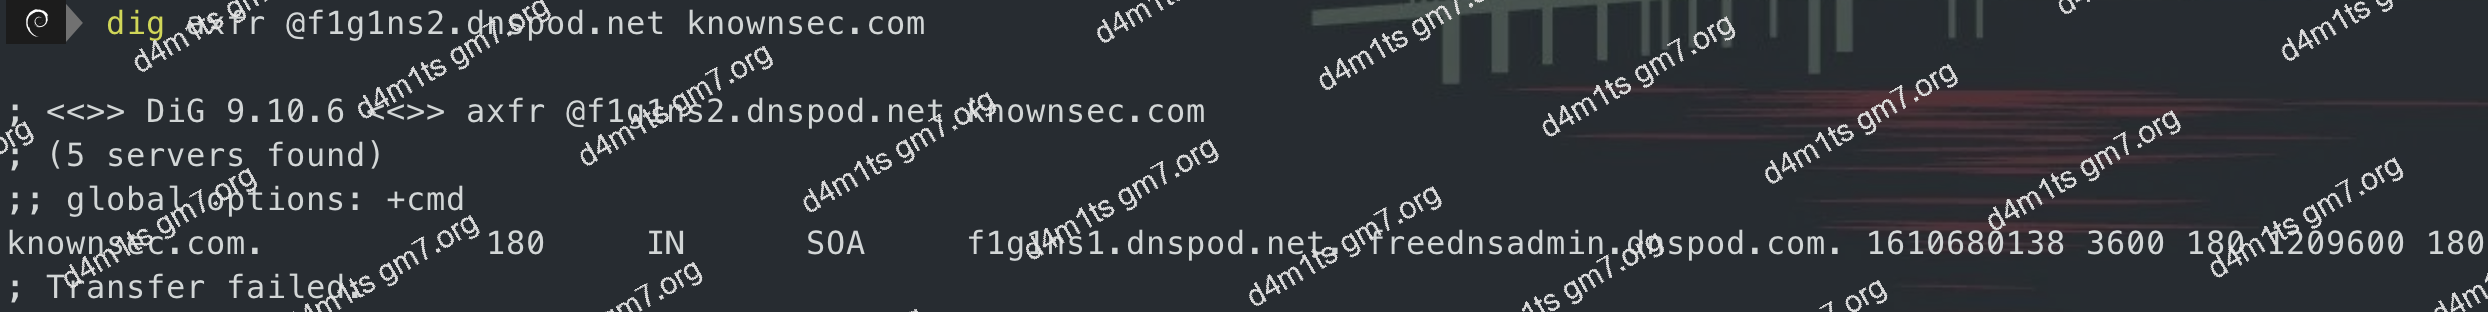 dig axfr @f1g1ns2.dnspod.net knownsec.com
; <<>> DiG 9.10.6 <<>> axfr @f1g1ns2.dnspod.net knownsec.com
; (5 servers found)
;; global options: +cmd
knownsec.com. 180 IN SOA f1g1ns1.dnspod.net. freednsadmin.dnspod.com. 1610680138 3600 180 1209600 180
; Transfer failed.
d4m1ts gm7.org